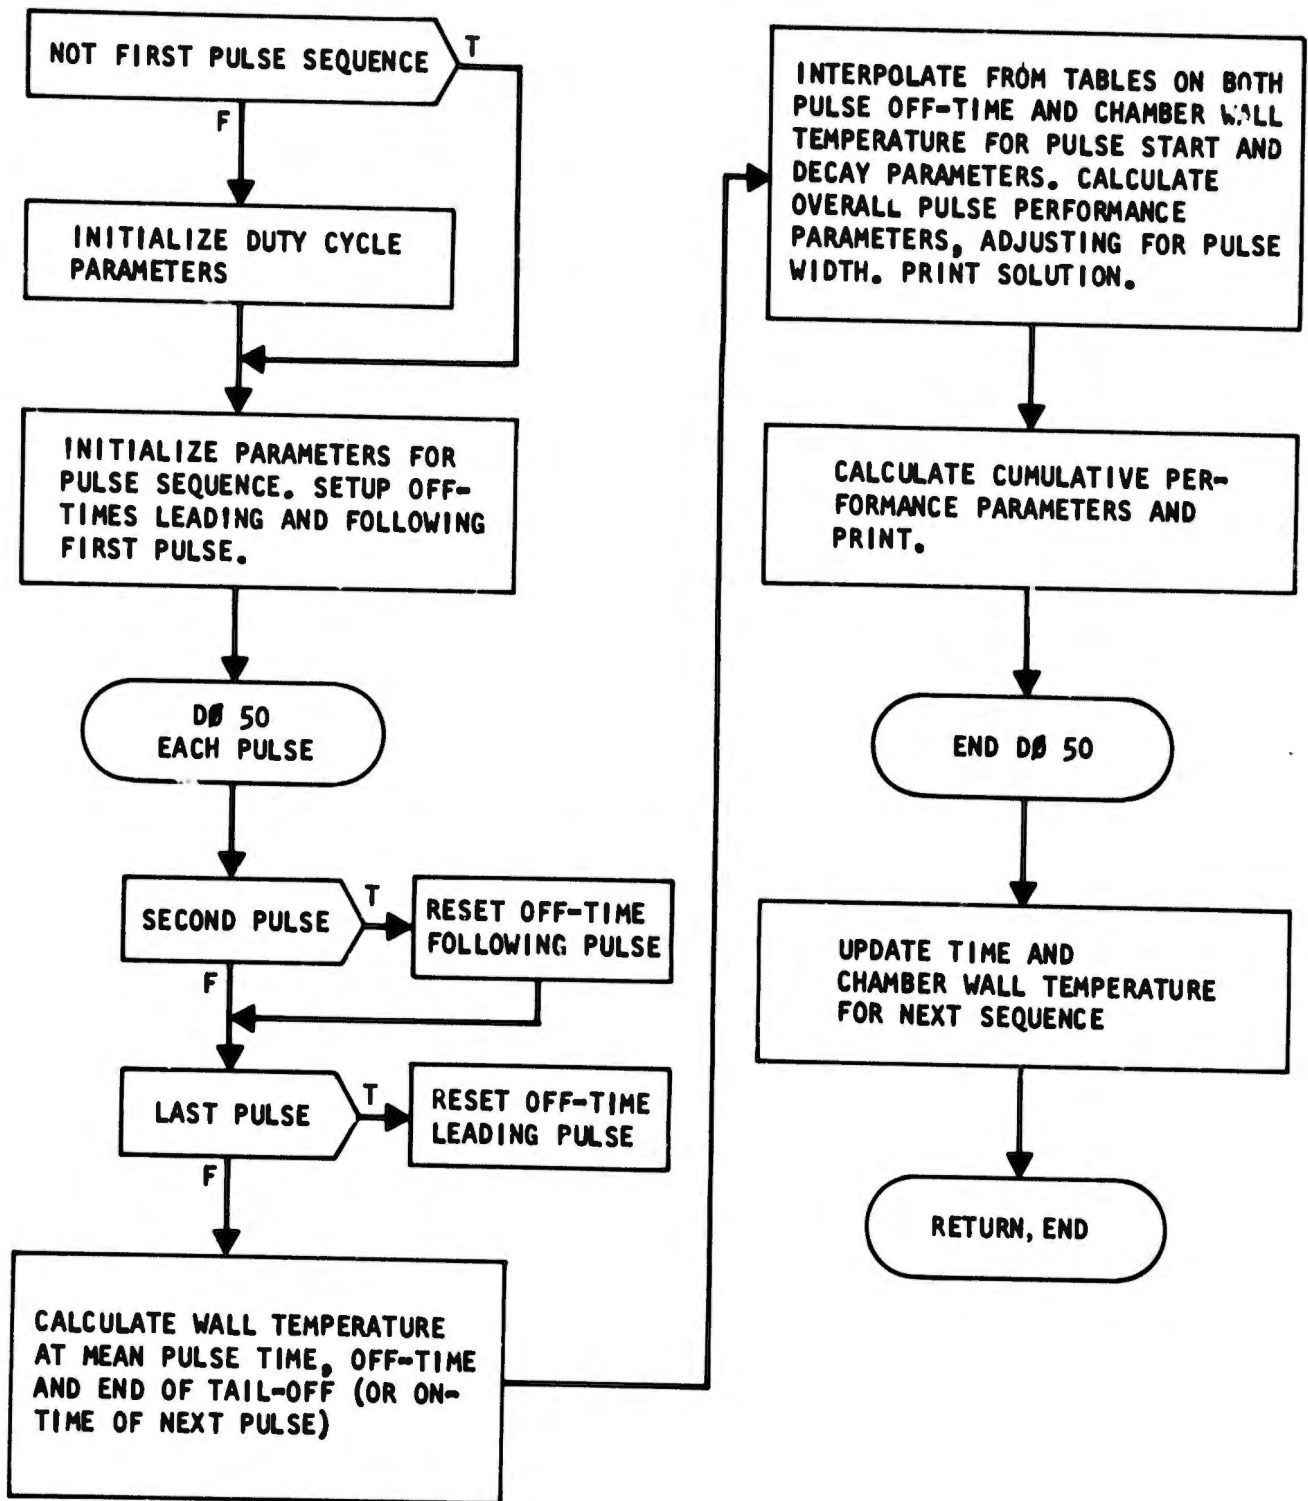 NOT FIRST PULSE SEQUENCE
T
F
INITIALIZE DUTY CYCLE
PARAMETERS
INITIALIZE PARAMETERS FOR
PULSE SEQUENCE. SETUP OFF-
TIMES LEADING AND FOLLOWING
FIRST PULSE.
DØ 50
EACH PULSE
SECOND PULSE
T
RESET OFF-TIME
FOLLOWING PULSE
F
LAST PULSE
T
RESET OFF-TIME
LEADING PULSE
F
CALCULATE WALL TEMPERATURE
AT MEAN PULSE TIME, OFF-TIME
AND END OF TAIL-OFF (OR ON-
TIME OF NEXT PULSE)
INTERPOLATE FROM TABLES ON BOTH
PULSE OFF-TIME AND CHAMBER WALL
TEMPERATURE FOR PULSE START AND
DECAY PARAMETERS. CALCULATE
OVERALL PULSE PERFORMANCE
PARAMETERS, ADJUSTING FOR PULSE
WIDTH. PRINT SOLUTION.
CALCULATE CUMULATIVE PER-
FORMANCE PARAMETERS AND
PRINT.
END DØ 50
UPDATE TIME AND
CHAMBER WALL TEMPERATURE
FOR NEXT SEQUENCE
RETURN, END